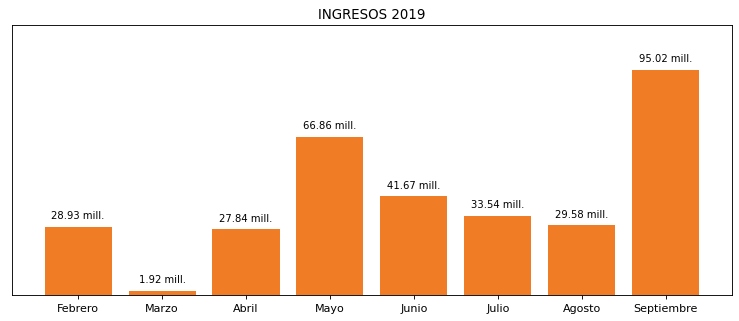 INGRESOS 2019
95.02 mill.
66.86 mill.
41.67 mill.
33.54 mill.
28.93 mill.
27.84 mill.
29.58 mill.
1.92 mill.
Febrero
Marzo
Abril
Mayo
Junio
Julio
Agosto
Septiembre